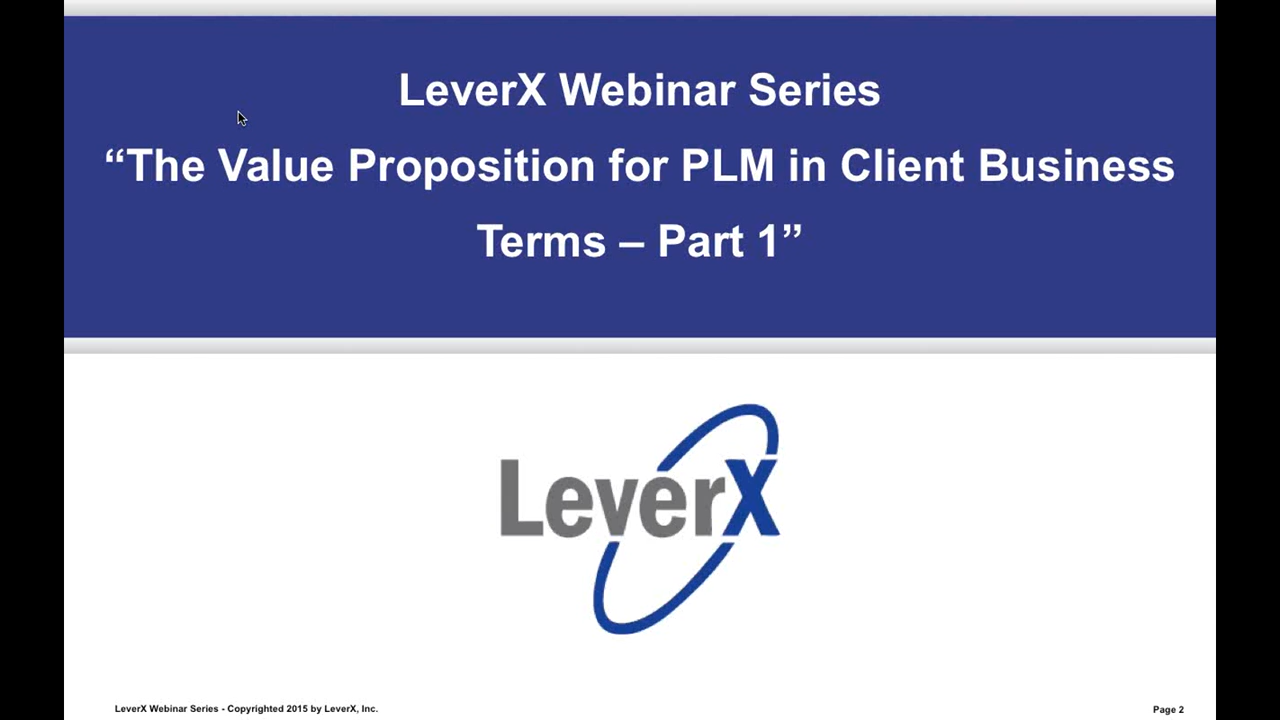 LeverX Webinar Series
“The Value Proposition for PLM in Client Business
Terms – Part 1”
LeverX
LeverX Webinar Series - Copyrighted 2015 by LeverX, Inc.
Page 2